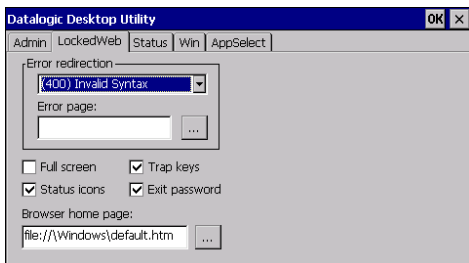 Datalogic Desktop Utility OK ×
Admin LockedWeb Status Win AppSelect
Error redirection
(400) Invalid Syntax
Error page:
...
Full screen Trap keys
Status icons Exit password
Browser home page:
file://\Windows\default.htm ...